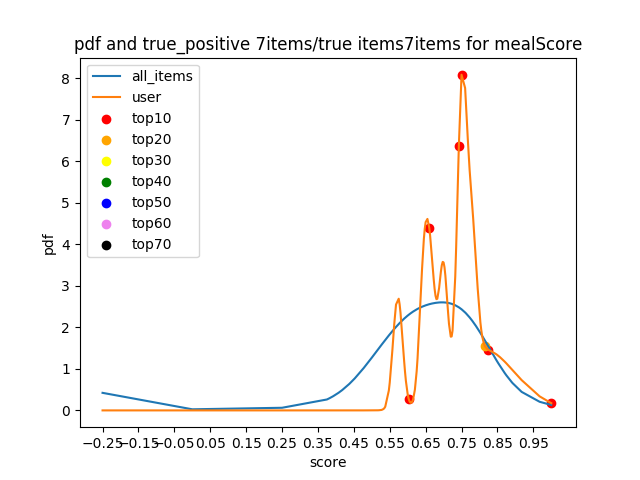 pdf and true_positive 7items/true items7items for mealScore
all_items
user
top10
top20
top30
top40
top50
top60
top70
8
7
6
5
4
3
2
1
0
pdf
−0.25 −0.15 −0.05 0.05 0.15 0.25 0.35 0.45 0.55 0.65 0.75 0.85 0.95
score